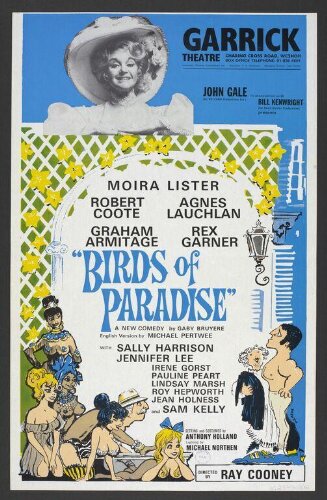 GARRICK
THEATRE
CHARING CROSS ROAD, WC2H0HH
BOX OFFICE TELEPHONE: 01-836 4601
JOHN GALE
BILL KENWRIGHT
presents
MOIRA LISTER
ROBERT AGNES
COOTE LAUCHLAN
GRAHAM REX
ARMITAGE GARNER
"BIRDS of
PARADISE"
A NEW COMEDY by GABY BRUYERE
English Version by MICHAEL PERTWEE
WITH SALLY HARRISON
JENNIFER LEE
IRENE GORST
PAULINE PEART
LINDSAY MARSH
ROY HEPWORTH
JEAN HOLNESS
and SAM KELLY
SETTING and COSTUMES by
ANTHONY HOLLAND
Lighting by
MICHAEL NORTHEN
DIRECTED
BY
RAY COONEY